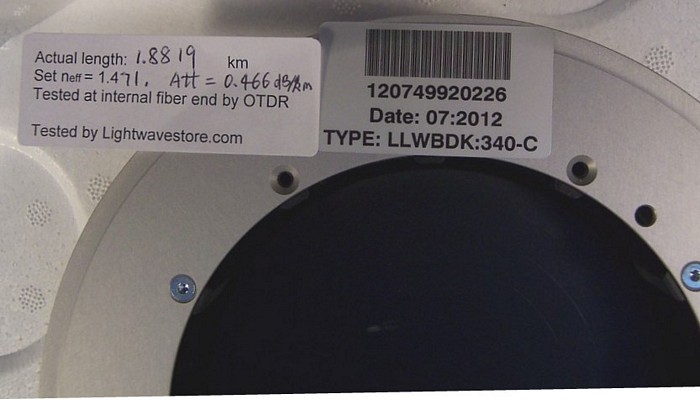 Actual length: 1.8819 km
Set neff = 1.471, Att = 0.466 dB/km
Tested at internal fiber end by OTDR
Tested by Lightwavestore.com
120749920226
Date: 07:2012
TYPE: LLWBDK:340-C